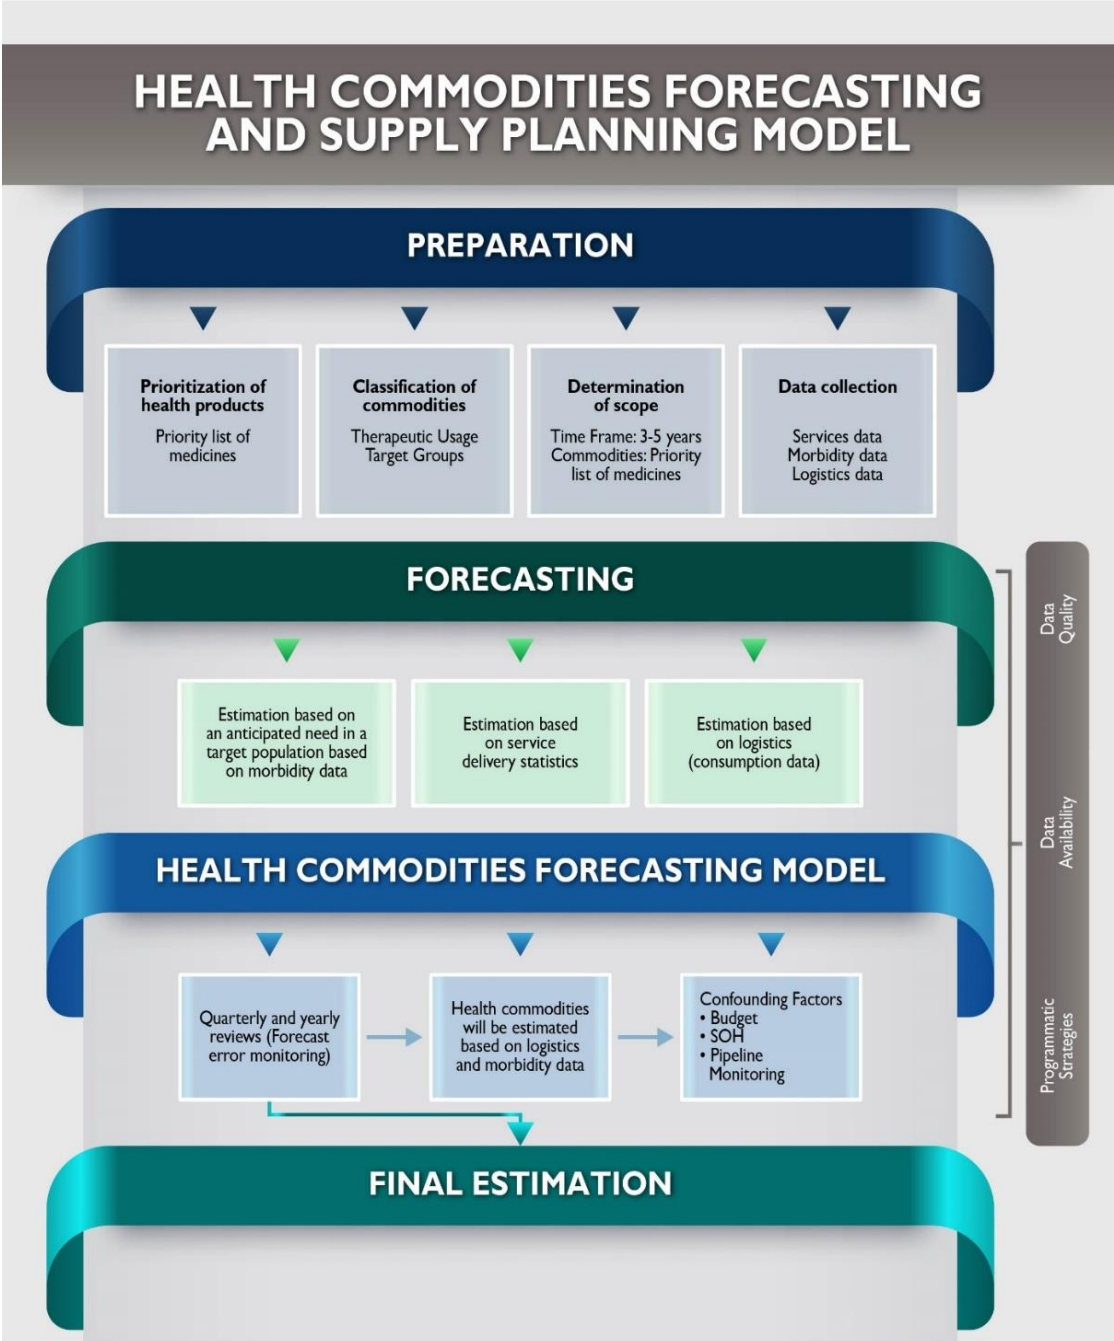 HEALTH COMMODITIES FORECASTING
AND SUPPLY PLANNING MODEL
PREPARATION
Prioritization of
health products
Priority list of
medicines
Classification of
commodities
Therapeutic Usage
Target Groups
Determination
of scope
Time Frame: 3-5 years
Commodities: Priority
list of medicines
Data collection
Services data
Morbidity data
Logistics data
FORECASTING
Estimation based on
an anticipated need in a
target population based
on morbidity data
Estimation based
on service
delivery statistics
Estimation based
on logistics
(consumption data)
HEALTH COMMODITIES FORECASTING MODEL
Quarterly and yearly
reviews (Forecast
error monitoring)
Health commodities
will be estimated
based on logistics
and morbidity data
Confounding Factors
• Budget
• SOH
• Pipeline
Monitoring
FINAL ESTIMATION
Data
Quality
Data
Availability
Programmatic
Strategies